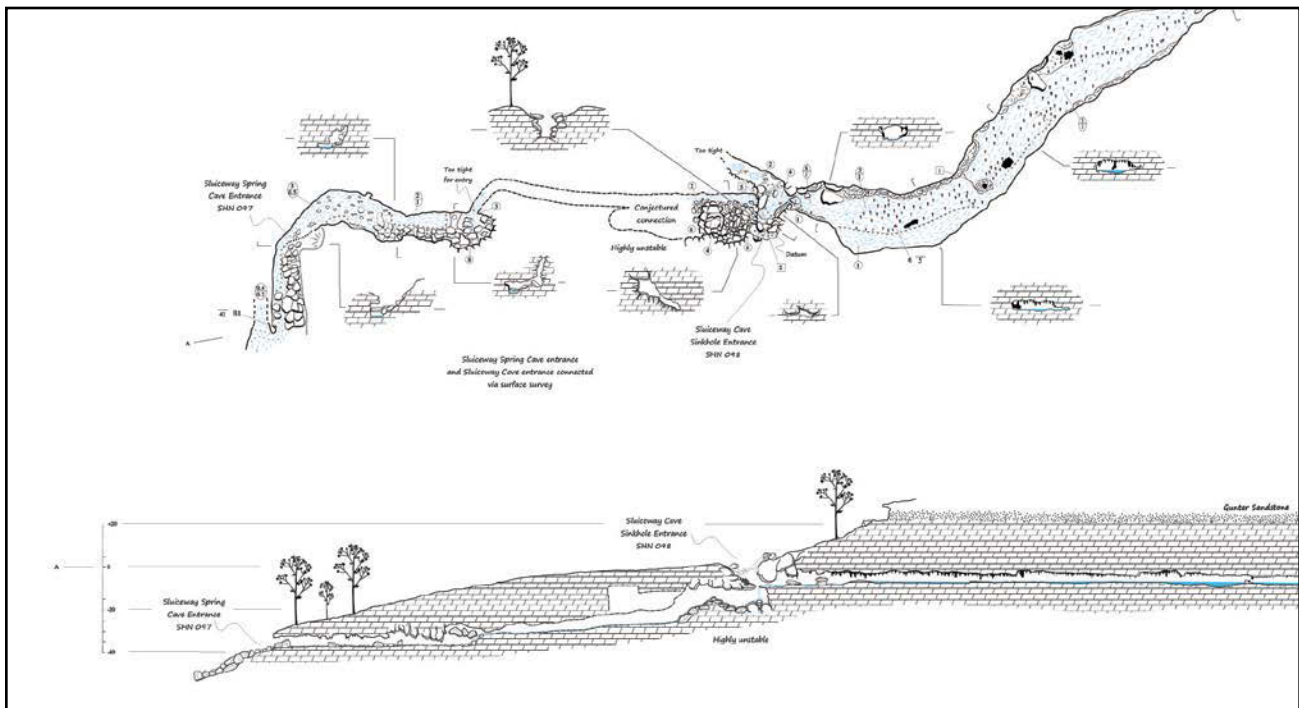 Too tight
Too tight
for entry
Sluiceway Spring
Cave Entrance
SHN 097
Conjectured
connection
Highly unstable
Datum
Sluiceway Cave
Sinkhole Entrance
SHN 098
A
Sluiceway Spring Cave entrance
and Sluiceway Cave entrance connected
via surface survey
Gunter Sandstone
+20
Sluiceway Cave
Sinkhole Entrance
SHN 098
A
0
-20
Sluiceway Spring
Cave Entrance
SHN 097
Highly unstable
-40